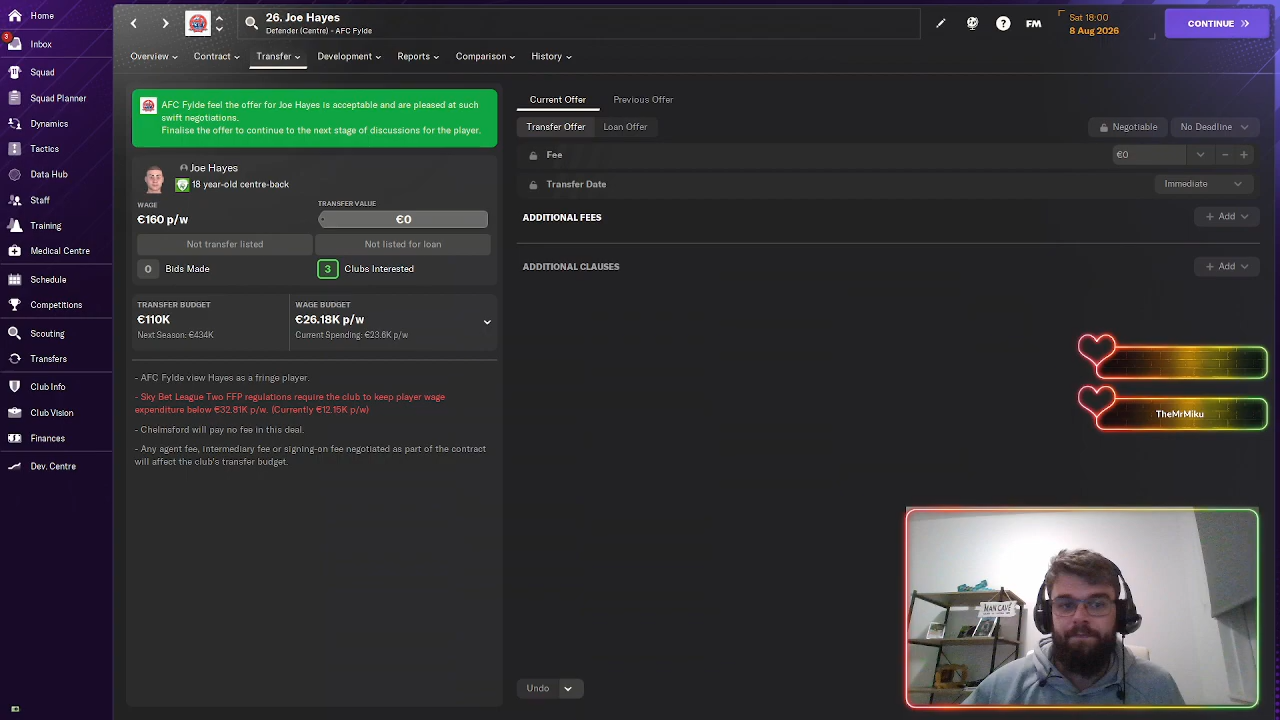 Home
3
Inbox
Squad
Squad Planner
Dynamics
Tactics
Data Hub
Staff
Training
Medical Centre
Schedule
Competitions
Scouting
Transfers
Club Info
Club Vision
Finances
Dev. Centre
26. Joe Hayes
Defender (Centre) - AFC Fylde
FM
Sat 18:00
8 Aug 2026
CONTINUE
Overview
Contract
Transfer
Development
Reports
Comparison
History
AFC Fylde feel the offer for Joe Hayes is acceptable and are pleased at such
swift negotiations.
Finalise the offer to continue to the next stage of discussions for the player.
Joe Hayes
18 year-old centre-back
WAGE
€160 p/w
TRANSFER VALUE
€0
Not transfer listed
Not listed for loan
0 Bids Made
3 Clubs Interested
TRANSFER BUDGET
€110K
Next Season: €434K
WAGE BUDGET
€26.18K p/w
Current Spending: €23.6K p/w
- AFC Fylde view Hayes as a fringe player.
- Sky Bet League Two FFP regulations require the club to keep player wage
expenditure below €32.81K p/w. (Currently €12.15K p/w)
- Chelmsford will pay no fee in this deal.
- Any agent fee, intermediary fee or signing-on fee negotiated as part of the contract
will affect the club's transfer budget.
Current Offer
Previous Offer
Transfer Offer
Loan Offer
Negotiable
No Deadline
Fee
€0
Transfer Date
Immediate
ADDITIONAL FEES
+ Add
ADDITIONAL CLAUSES
+ Add
Undo
TheMrMiku
MAN CAVE